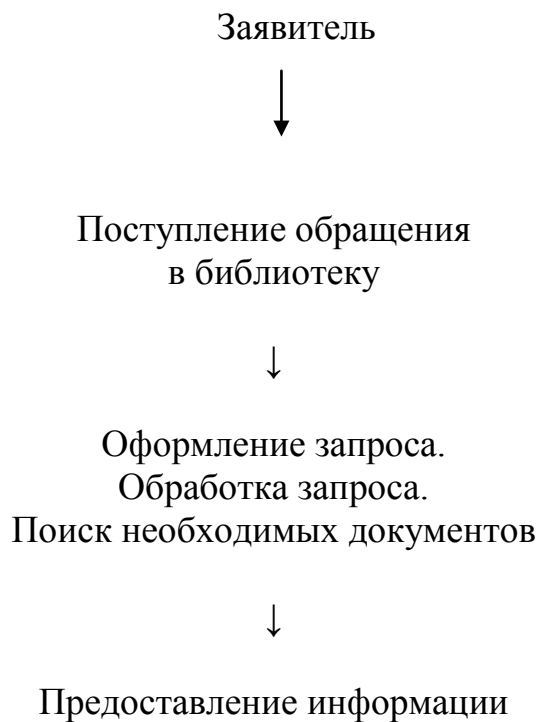 Заявитель
Поступление обращения
в библиотеку
↓
Оформление запроса.
Обработка запроса.
Поиск необходимых документов
↓
Предоставление информации